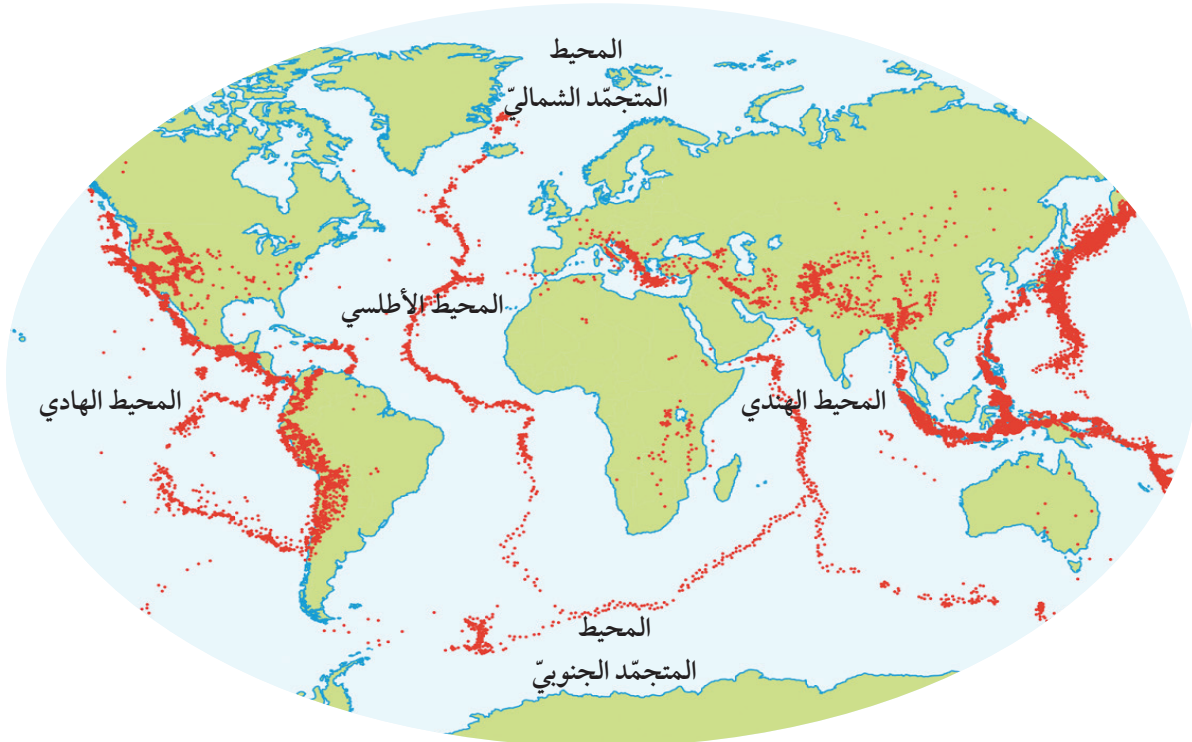 المحيط
المتجمّد الشماليّ
المحيط الأطلسي
المحيط الهندي
المحيط الهادي
المحيط
المتجمّد الجنوبيّ